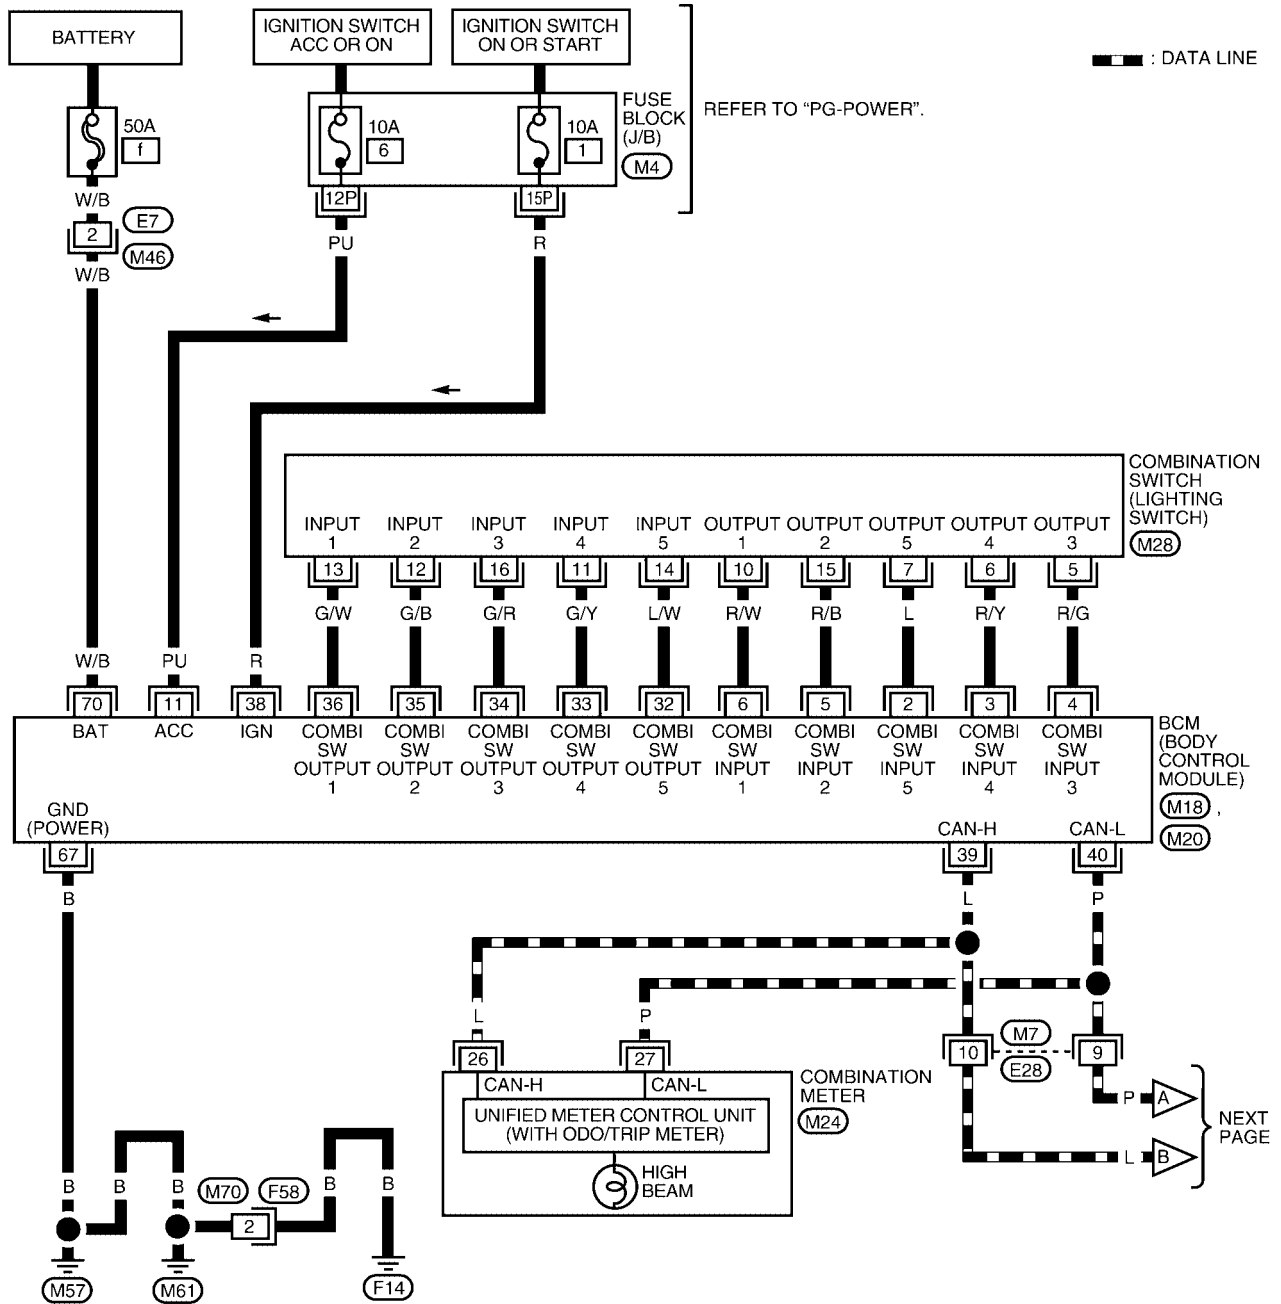 BATTERY
IGNITION SWITCH
ACC OR ON
IGNITION SWITCH
ON OR START
: DATA LINE
50A
f
10A
6
10A
1
FUSE
BLOCK
(J/B)
M4
REFER TO "PG-POWER".
W/B
12P
15P
2
E7
M46
PU
R
W/B
COMBINATION
SWITCH
(LIGHTING
SWITCH)
M28
INPUT
1
INPUT
2
INPUT
3
INPUT
4
INPUT
5
OUTPUT
1
OUTPUT
2
OUTPUT
5
OUTPUT
4
OUTPUT
3
13 12 16 11 14 10 15 7 6 5
G/W G/B G/R G/Y L/W R/W R/B L R/Y R/G
W/B PU R
70 11 38 36 35 34 33 32 6 5 2 3 4
BAT
ACC
IGN
COMBI
SW
OUTPUT
1
COMBI
SW
OUTPUT
2
COMBI
SW
OUTPUT
3
COMBI
SW
OUTPUT
4
COMBI
SW
OUTPUT
5
COMBI
SW
INPUT
1
COMBI
SW
INPUT
2
COMBI
SW
INPUT
5
COMBI
SW
INPUT
4
COMBI
SW
INPUT
3
BCM
(BODY
CONTROL
MODULE)
M18 ,
M20
GND
(POWER)
CAN-H
CAN-L
67
39
40
B
L
P
L
P
26
27
10
M7
E28
9
CAN-H
CAN-L
COMBINATION
METER
M24
UNIFIED METER CONTROL UNIT
(WITH ODO/TRIP METER)
HIGH
BEAM
P A
L B
NEXT
PAGE
B B B
M70
F58
B B
2
M57
M61
F14